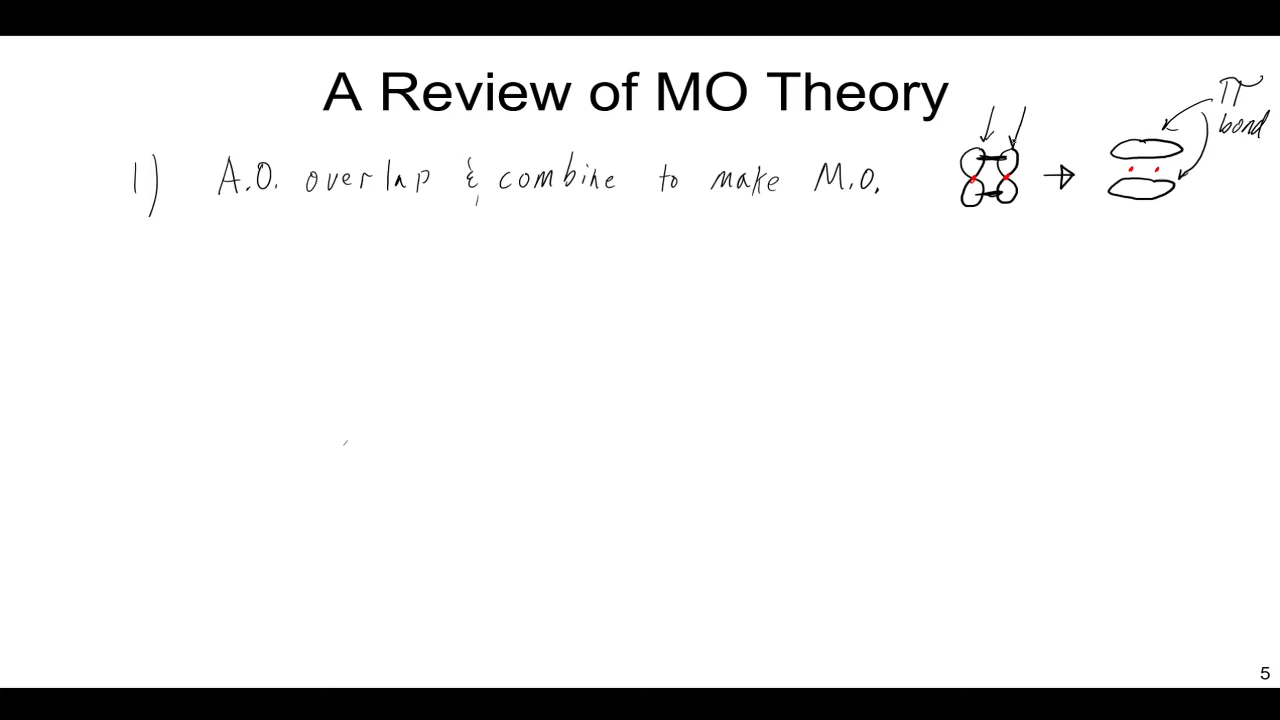 A Review of MO Theory
1) A.O. overlap & combine to make M.O.
π
bond
5